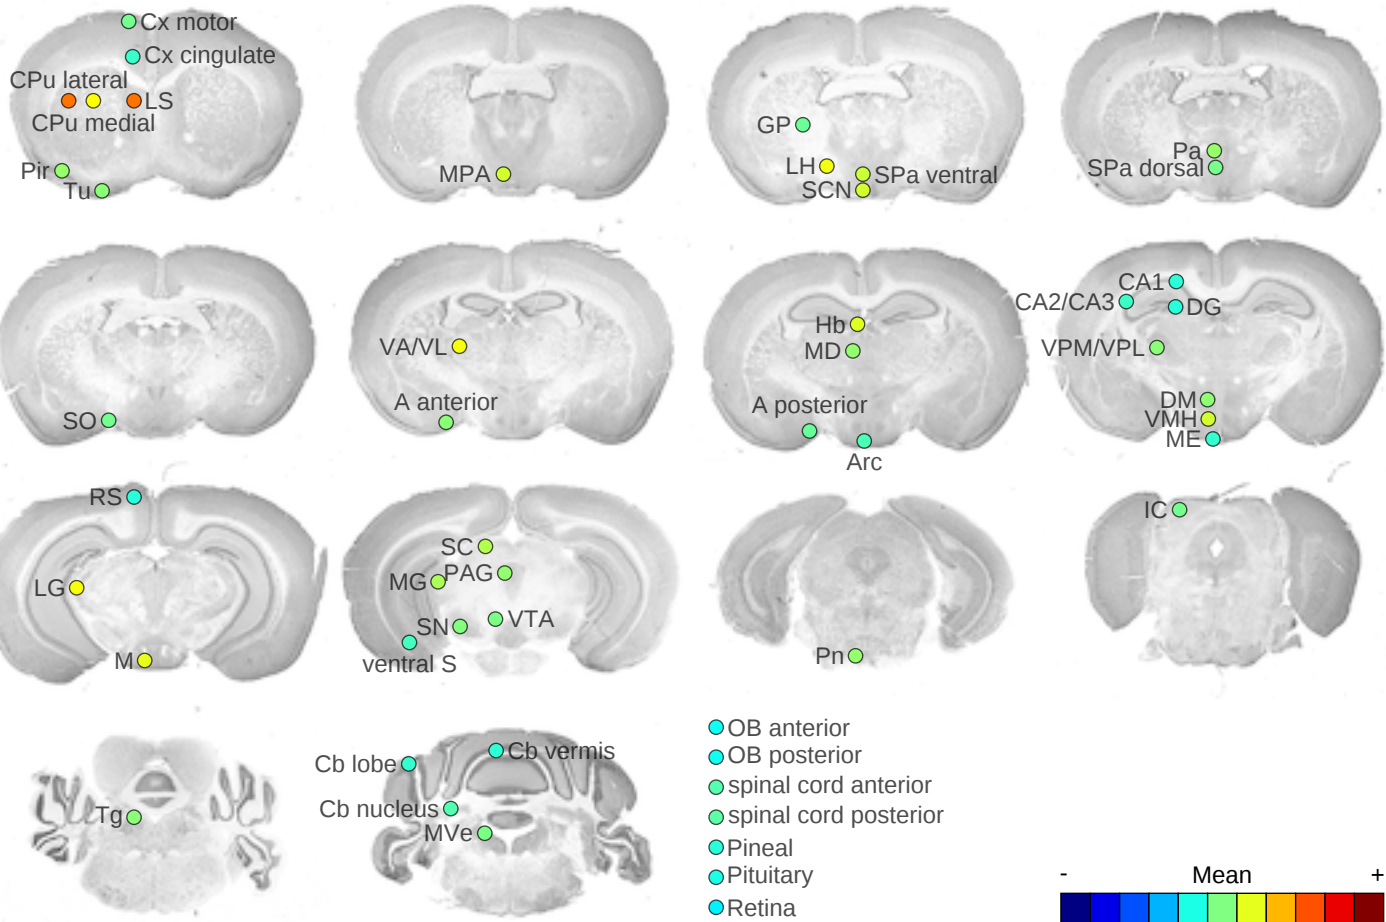 Cx motor
Cx cingulate
CPu lateral
LS
CPu medial
Pir
Tu
MPA
GP
LH
SPa ventral
SCN
Pa
SPa dorsal
SO
VA/VL
A anterior
Hb
MD
A posterior
Arc
CA1
CA2/CA3
DG
VPM/VPL
DM
VMH
ME
RS
LG
M
SC
MG
PAG
SN
VTA
ventral S
Pn
IC
Tg
Cb lobe
Cb vermis
Cb nucleus
MVe
OB anterior
OB posterior
spinal cord anterior
spinal cord posterior
Pineal
Pituitary
Retina
- Mean +